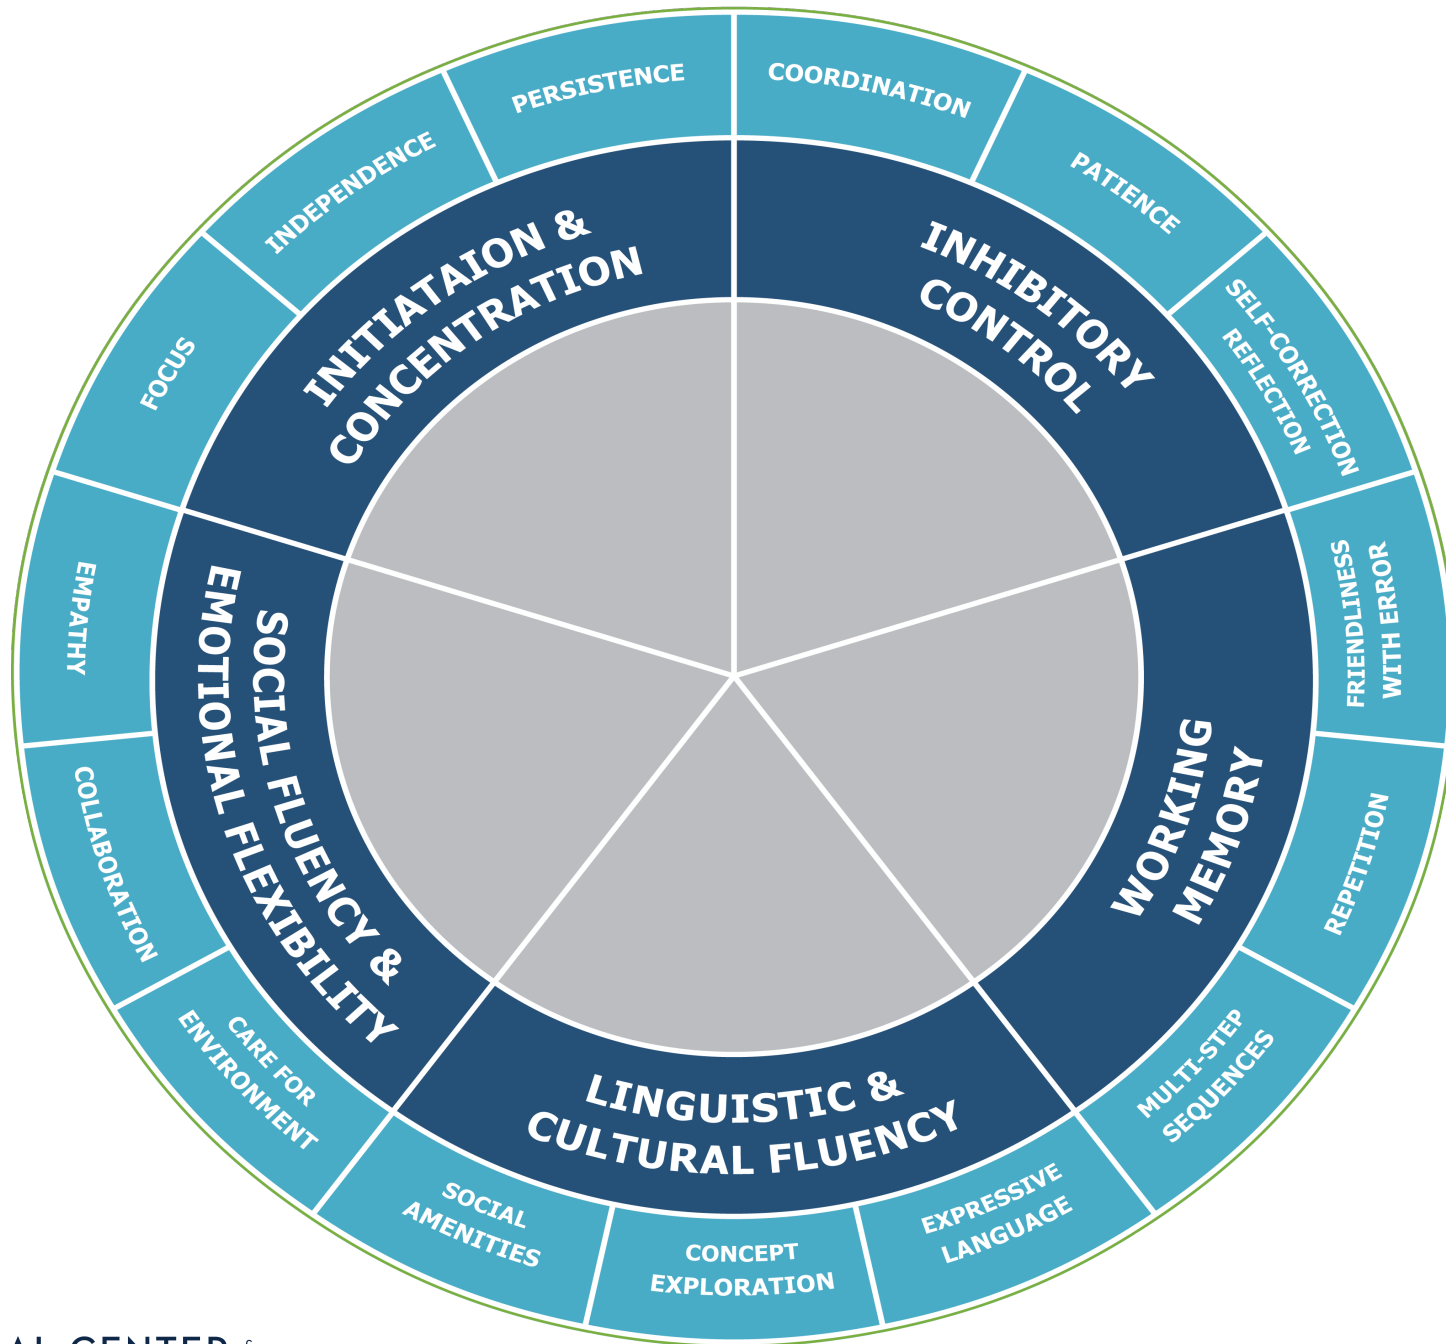 PERSISTENCE
COORDINATION
PATIENCE
SELF-CORRECTION
REFLECTION
FRIENDLINESS
WITH ERROR
REPETITION
MULTI-STEP
SEQUENCES
EXPRESSIVE
LANGUAGE
CONCEPT
EXPLORATION
SOCIAL
AMENITIES
CARE FOR
ENVIRONMENT
COLLABORATION
EMPATHY
FOCUS
INDEPENDENCE
INITIATAION &
CONCENTRATION
INHIBITORY
CONTROL
WORKING
MEMORY
LINGUISTIC &
CULTURAL FLUENCY
SOCIAL FLUENCY &
EMOTIONAL FLEXIBILITY